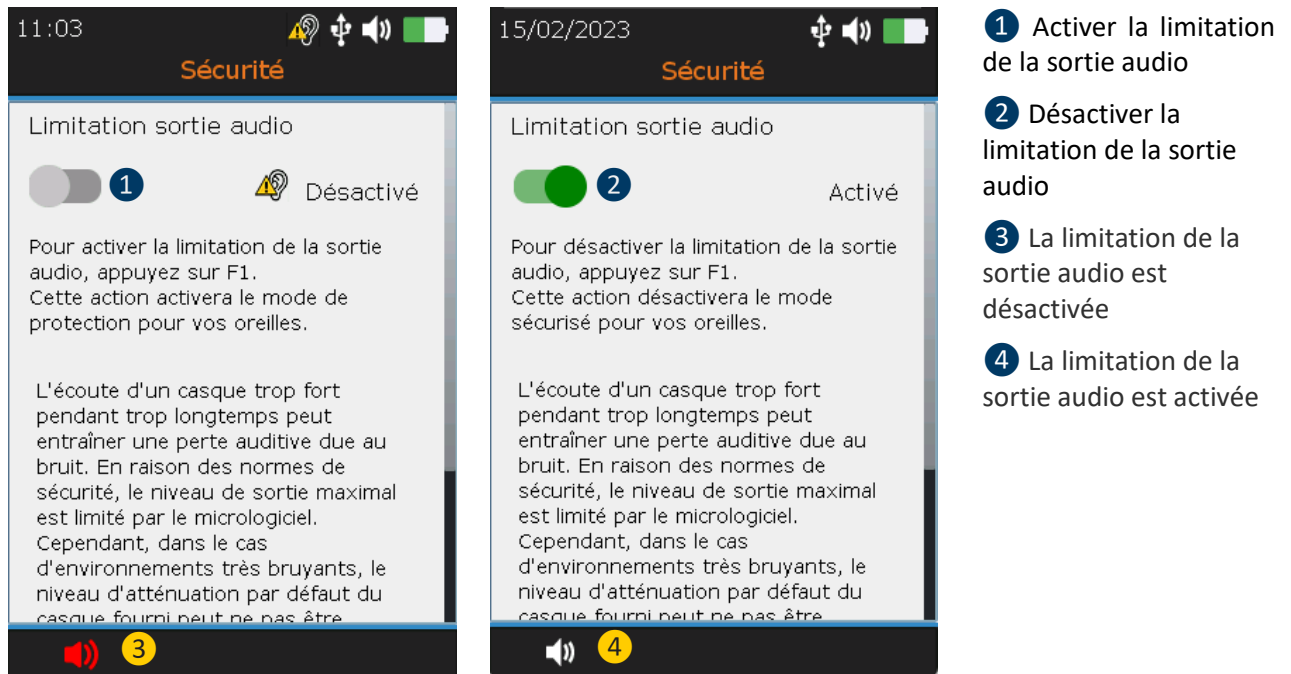 11:03
Sécurité
Limitation sortie audio
1
Désactivé
Pour activer la limitation de la sortie
audio, appuyez sur F1.
Cette action activera le mode de
protection pour vos oreilles.
L'écoute d'un casque trop fort
pendant trop longtemps peut
entraîner une perte auditive due au
bruit. En raison des normes de
sécurité, le niveau de sortie maximal
est limité par le micrologiciel.
Cependant, dans le cas
d'environnements très bruyants, le
niveau d'atténuation par défaut du
casque fourni peut ne pas être
3
15/02/2023
Sécurité
Limitation sortie audio
2
Activé
Pour désactiver la limitation de la sortie
audio, appuyez sur F1.
Cette action désactivera le mode
sécurisé pour vos oreilles.
L'écoute d'un casque trop fort
pendant trop longtemps peut
entraîner une perte auditive due au
bruit. En raison des normes de
sécurité, le niveau de sortie maximal
est limité par le micrologiciel.
Cependant, dans le cas
d'environnements très bruyants, le
niveau d'atténuation par défaut du
casque fourni peut ne pas être
4
1 Activer la limitation
de la sortie audio
2 Désactiver la
limitation de la sortie
audio
3 La limitation de la
sortie audio est
désactivée
4 La limitation de la
sortie audio est activée